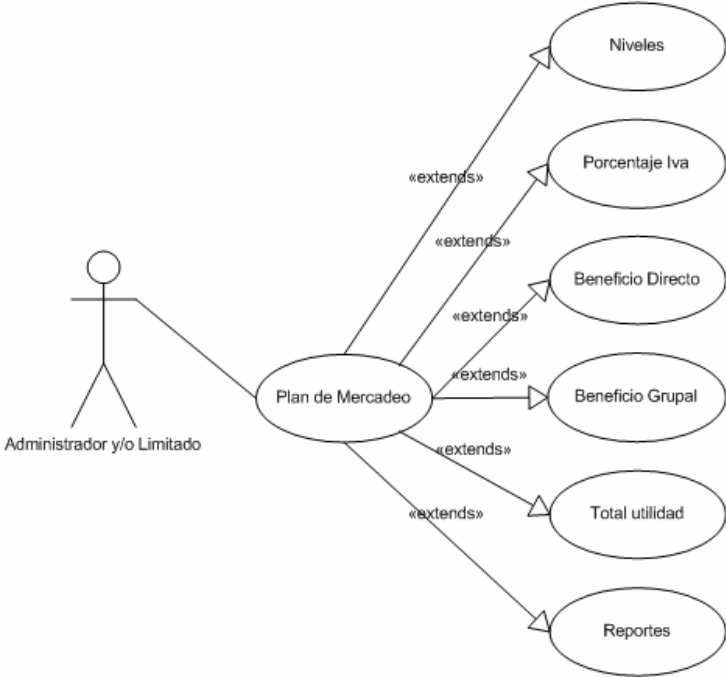 Niveles
«extends»
Porcentaje Iva
«extends»
Beneficio Directo
«extends»
Plan de Mercadeo
«extends»
Beneficio Grupal
Administrador y/o Limitado
«extends»
Total utilidad
«extends»
Reportes